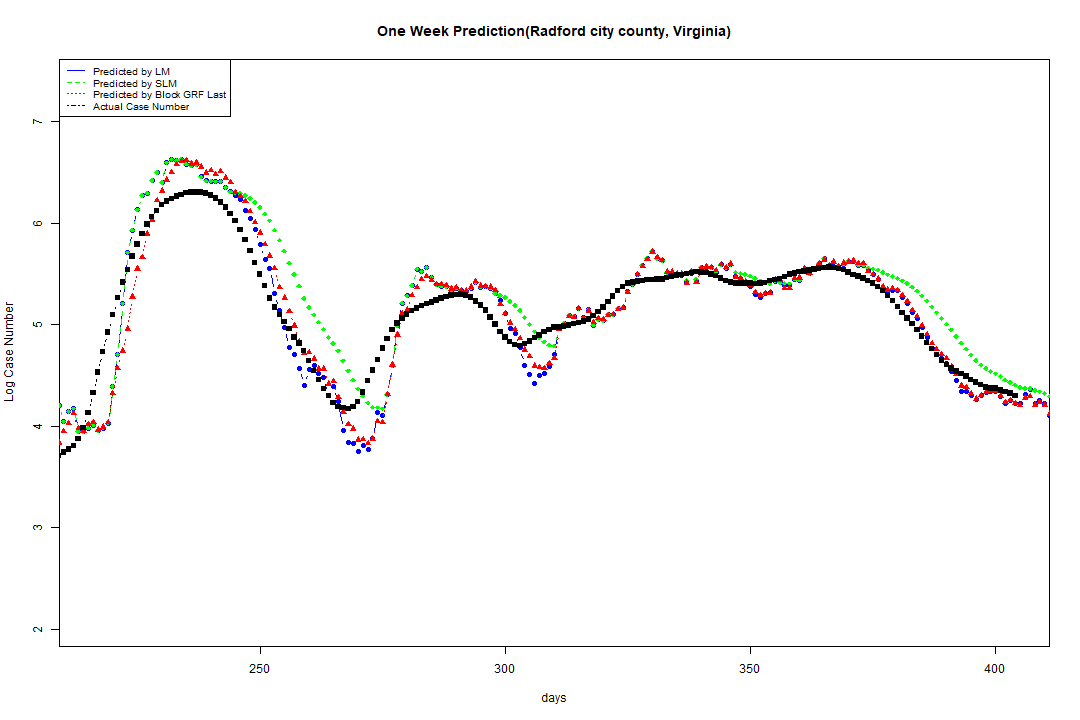 One Week Prediction(Radford city county, Virginia)
Predicted by LM
Predicted by SLM
Predicted by Block GRF Last
Actual Case Number
7
6
5
4
3
2
Log Case Number
250 300 350 400
days